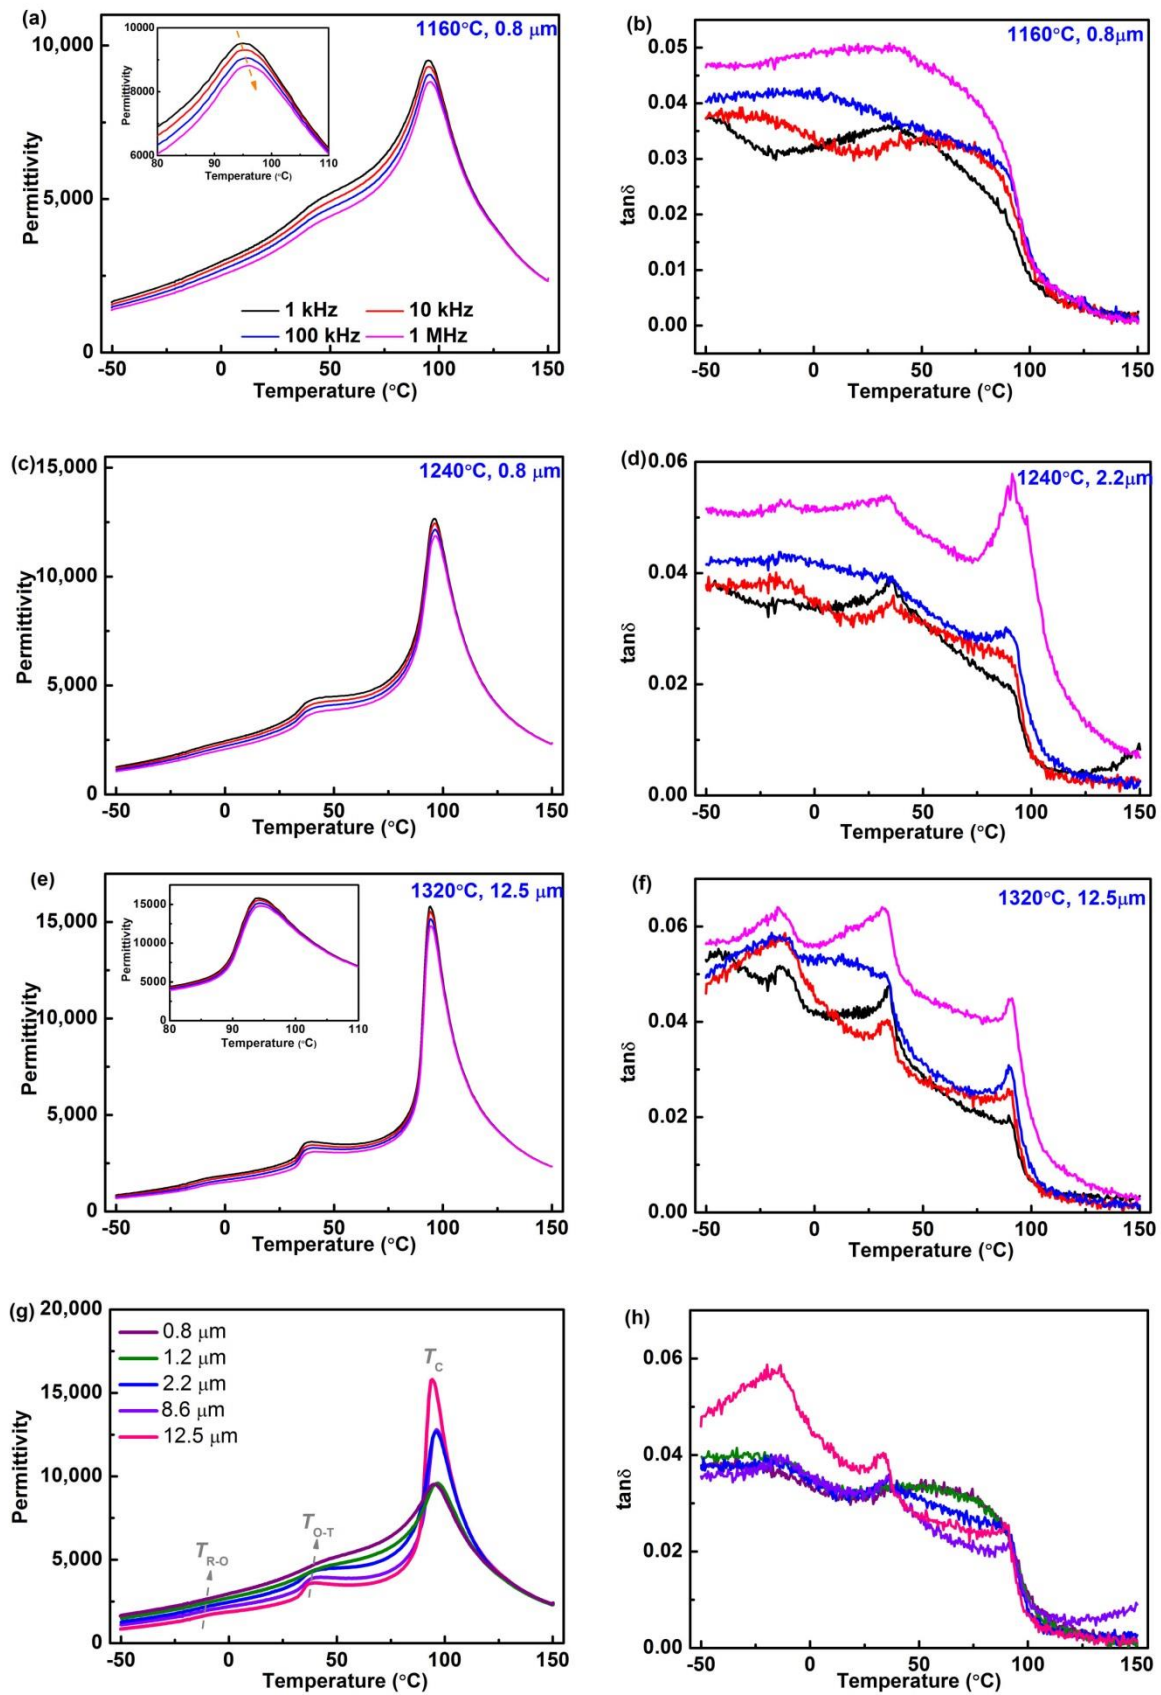 (a)
1160°C, 0.8 μm
10,000
5,000
0
Permittivity
10000
8000
6000
Permittivity
80
90
100
110
Temperature (°C)
1 kHz
10 kHz
100 kHz
1 MHz
-50
0
50
100
150
Temperature (°C)
(b)
1160°C, 0.8μm
0.05
0.04
0.03
0.02
0.01
0.00
tanδ
-50
0
50
100
150
Temperature (°C)
(c)
1240°C, 0.8 μm
15,000
10,000
5,000
0
Permittivity
-50
0
50
100
150
Temperature (°C)
(d)
1240°C, 2.2μm
0.06
0.04
0.02
0.00
tanδ
-50
0
50
100
150
Temperature (°C)
(e)
1320°C, 12.5 μm
15,000
10,000
5,000
0
Permittivity
15000
10000
5000
0
Permittivity
80
90
100
110
Temperature (°C)
-50
0
50
100
150
Temperature (°C)
(f)
1320°C, 12.5μm
0.06
0.04
0.02
0.00
tanδ
-50
0
50
100
150
Temperature (°C)
(g)
20,000
15,000
10,000
5,000
0
Permittivity
0.8 μm
1.2 μm
2.2 μm
8.6 μm
12.5 μm
TC
TO-T
TR-O
-50
0
50
100
150
Temperature (°C)
(h)
0.06
0.04
0.02
0.00
tanδ
-50
0
50
100
150
Temperature (°C)